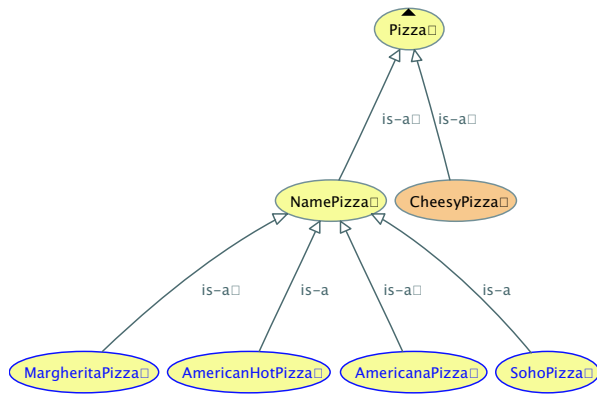 Pizza
is-a is-a
NamePizza CheesyPizza
is-a is-a is-a is-a
MargheritaPizza AmericanHotPizza AmericanaPizza SohoPizza